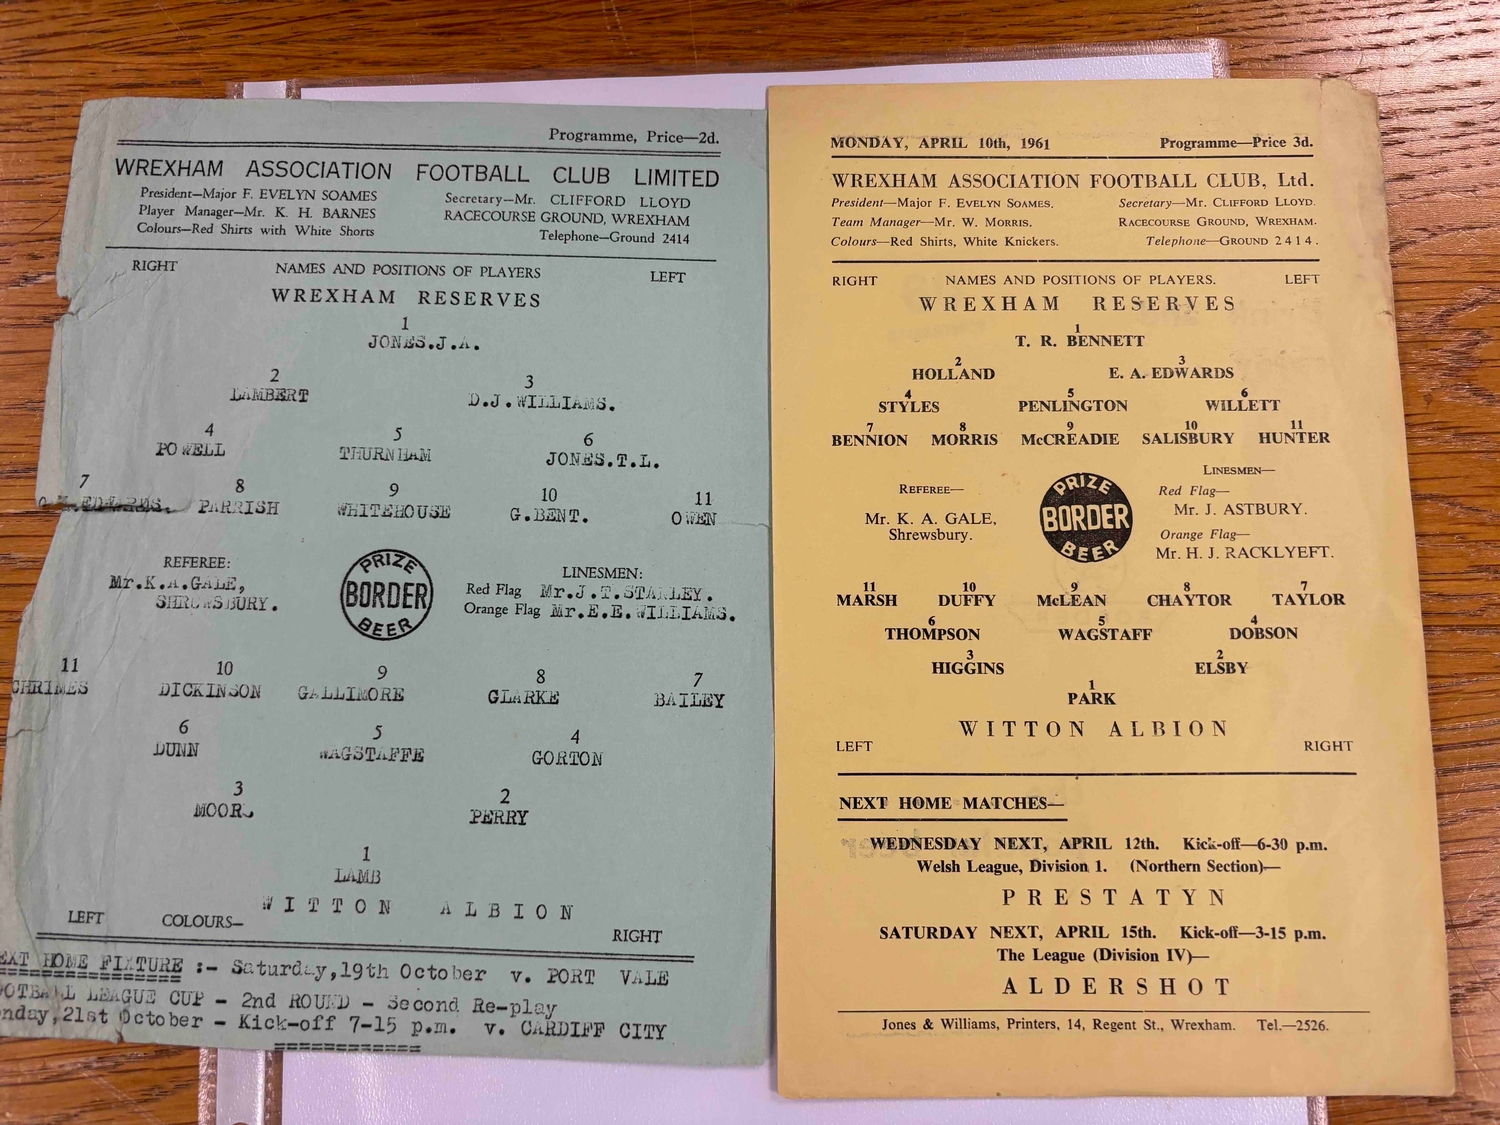 Programme, Price—2d.
WREXHAM ASSOCIATION FOOTBALL CLUB LIMITED
President—Major F. EVELYN SOAMES
Secretary—Mr. CLIFFORD LLOYD
Player Manager—Mr. K. H. BARNES
RACECOURSE GROUND, WREXHAM
Colours—Red Shirts with White Shorts
Telephone—Ground 2414
RIGHT NAMES AND POSITIONS OF PLAYERS LEFT
WREXHAM RESERVES
1
JONES.J.A.
2 3
LAMBERT D.J.WILLIAMS.
4 5 6
POWELL THURNHAM JONES.T.L.
7 8 9 10 11
EDWARDS. PARRISH WHITEHOUSE G.BENT. OWEN
REFEREE:
Mr.K.A.GALE,
SHREWSBURY.
PRIZE
BORDER
BEER
LINESMEN:
Red Flag Mr.J.T.STANLEY.
Orange Flag Mr.E.E.WILLIAMS.
11 10 9 8 7
CHRIMES DICKINSON GALLIMORE GLARKE BAILEY
6 5 4
DUNN WAGSTAFFE GORTON
3 2
MOOR. PERRY
1
LAMB
WITTON ALBION
LEFT COLOURS— RIGHT
EXT HOME FIXTURE :- Saturday,19th October v. PORT VALE
OOTBALL LEAGUE CUP - 2nd ROUND - Second Re-play
nday,21st October - Kick-off 7-15 p.m. v. CARDIFF CITY
MONDAY, APRIL 10th, 1961 Programme—Price 3d.
WREXHAM ASSOCIATION FOOTBALL CLUB, Ltd.
President—Major F. EVELYN SOAMES. Secretary—Mr. CLIFFORD LLOYD.
Team Manager—Mr. W. MORRIS. RACECOURSE GROUND, WREXHAM.
Colours—Red Shirts, White Knickers. Telephone—GROUND 2414.
RIGHT NAMES AND POSITIONS OF PLAYERS. LEFT
WREXHAM RESERVES
1
T. R. BENNETT
2 3
HOLLAND E. A. EDWARDS
4 5 6
STYLES PENLINGTON WILLETT
7 8 9 10 11
BENNION MORRIS McCREADIE SALISBURY HUNTER
REFEREE—
Mr. K. A. GALE,
Shrewsbury.
PRIZE
BORDER
BEER
LINESMEN—
Red Flag—
Mr. J. ASTBURY.
Orange Flag—
Mr. H. J. RACKLYEFT.
11 10 9 8 7
MARSH DUFFY McLEAN CHAYTOR TAYLOR
6 5 4
THOMPSON WAGSTAFF DOBSON
3 2
HIGGINS ELSBY
1
PARK
WITTON ALBION
LEFT RIGHT
NEXT HOME MATCHES—
WEDNESDAY NEXT, APRIL 12th. Kick-off—6-30 p.m.
Welsh League, Division 1. (Northern Section)—
PRESTATYN
SATURDAY NEXT, APRIL 15th. Kick-off—3-15 p.m.
The League (Division IV)—
ALDERSHOT
Jones & Williams, Printers, 14, Regent St., Wrexham. Tel.—2526.